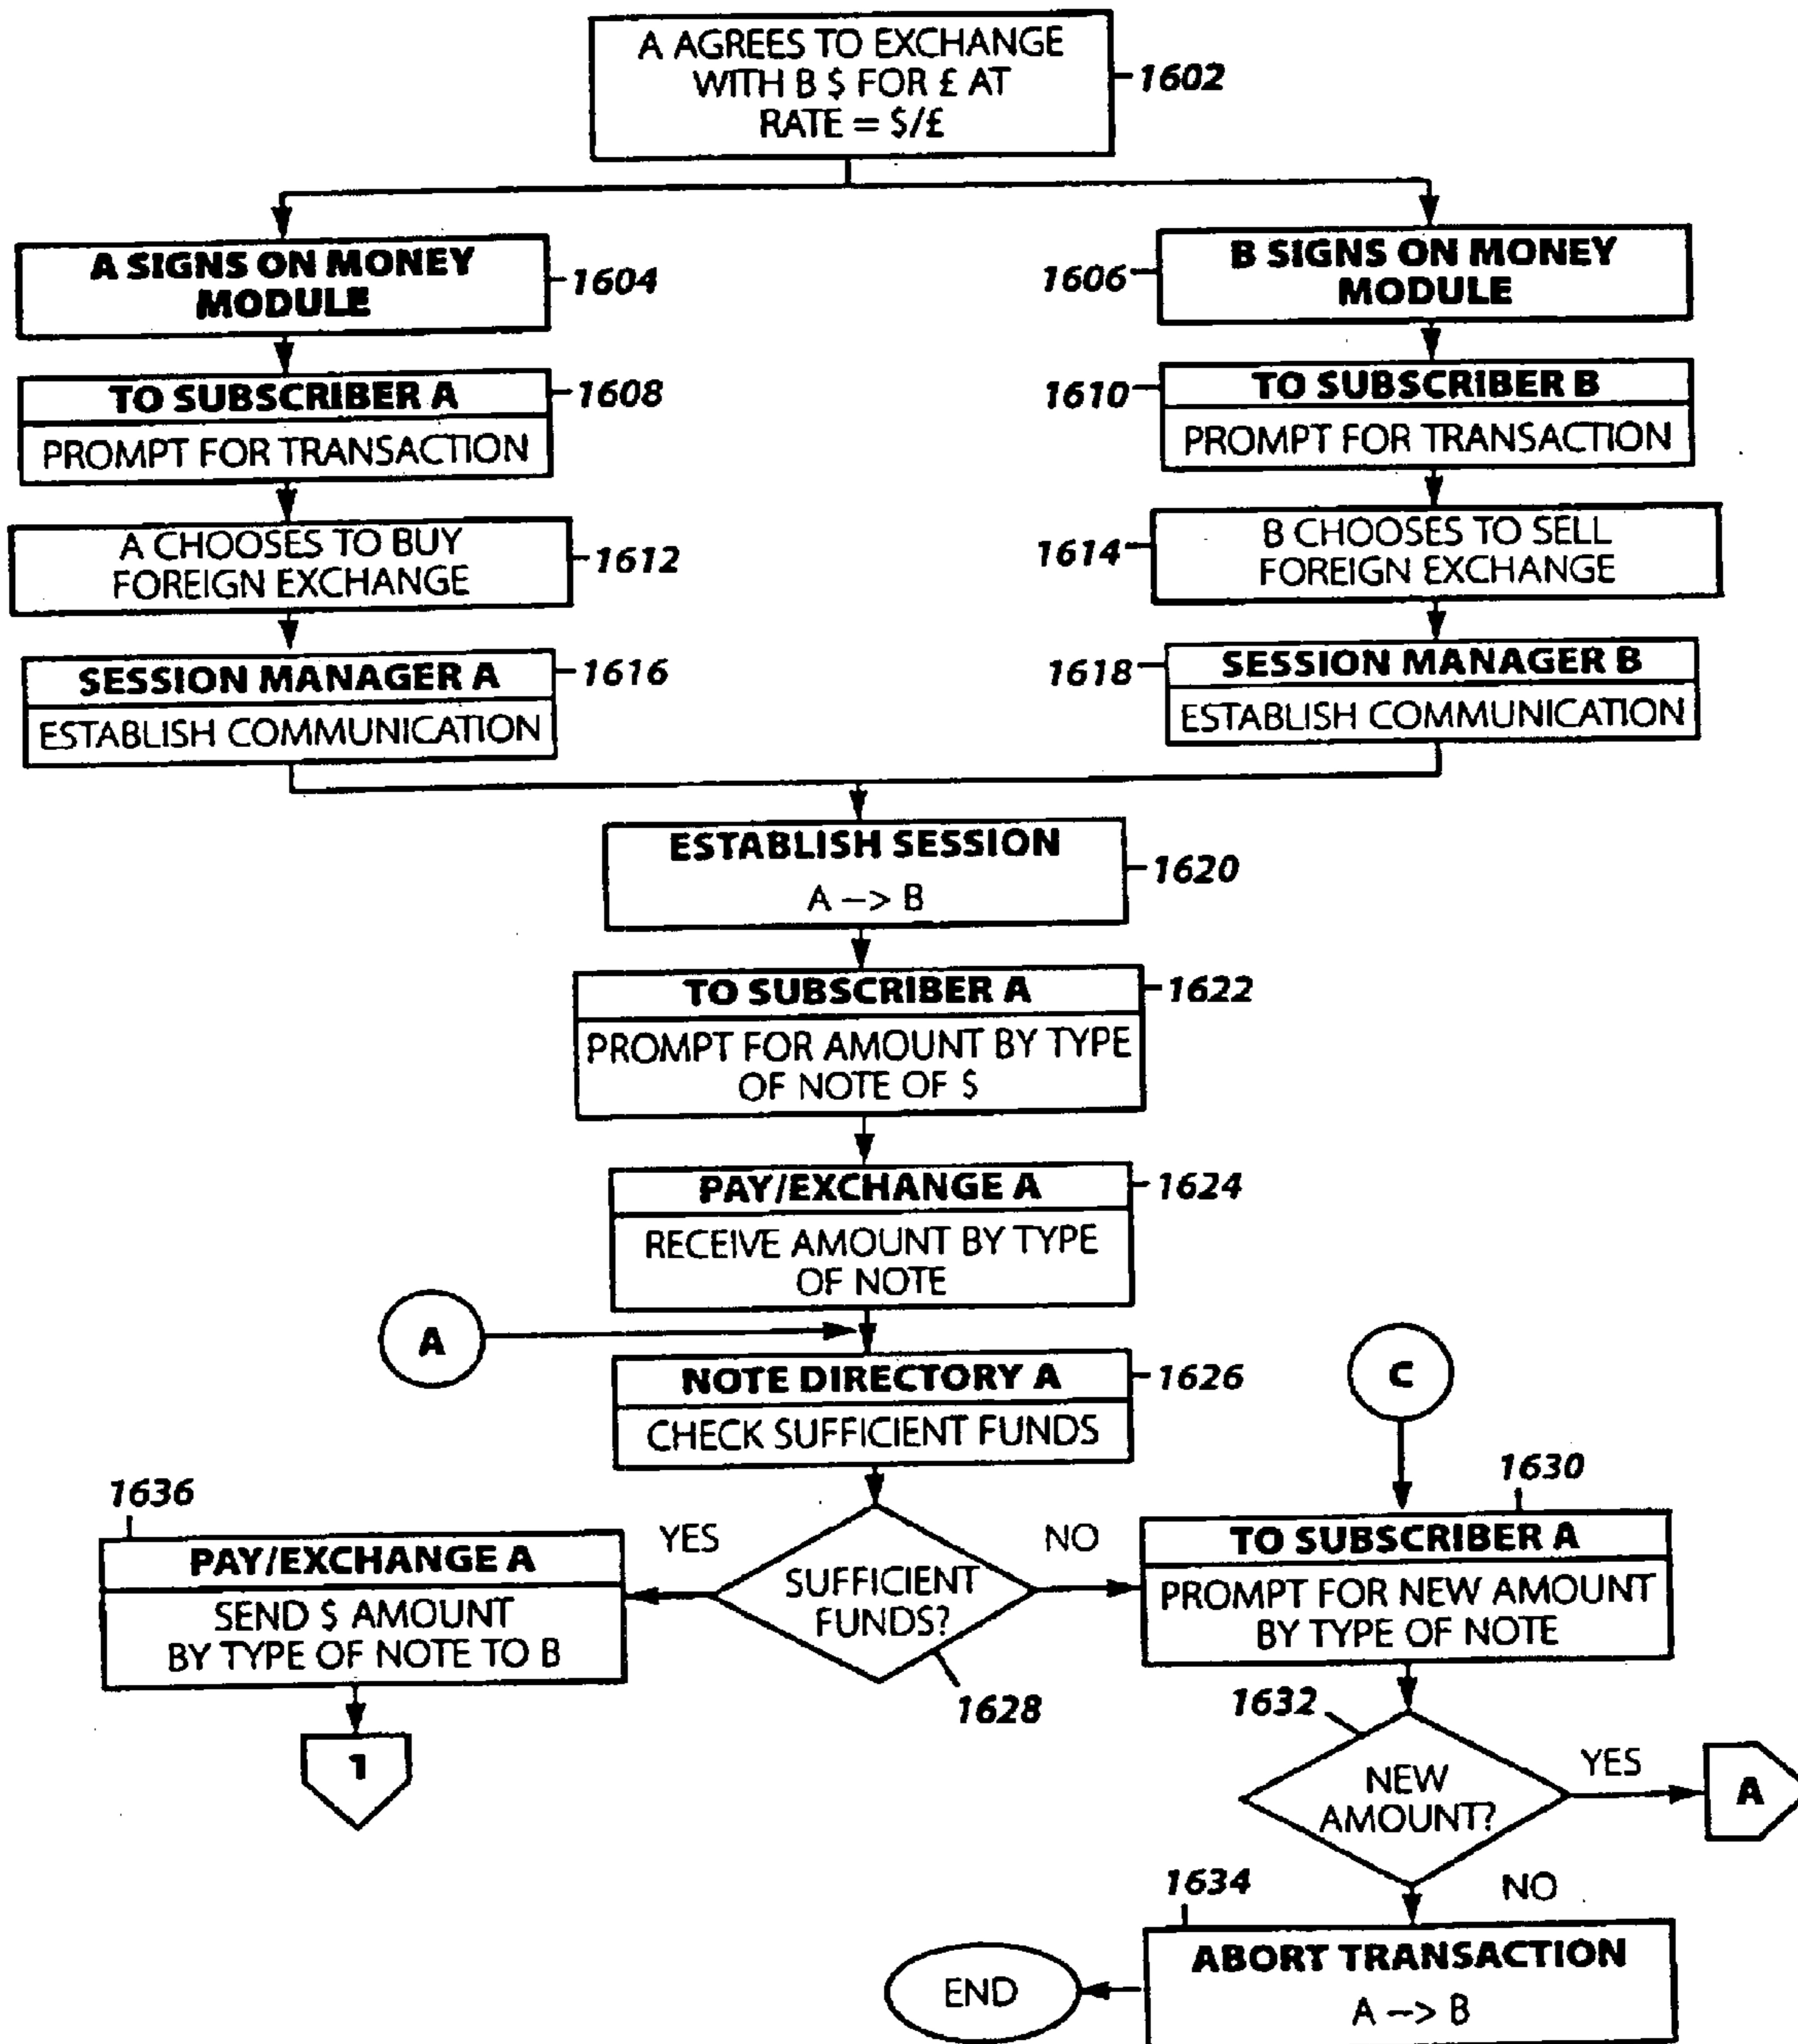 A AGREES TO EXCHANGE
WITH B $ FOR £ AT
RATE = $/£
1602
A SIGNS ON MONEY
MODULE
1604
1606
B SIGNS ON MONEY
MODULE
TO SUBSCRIBER A
1608
PROMPT FOR TRANSACTION
1610
TO SUBSCRIBER B
PROMPT FOR TRANSACTION
A CHOOSES TO BUY
FOREIGN EXCHANGE
1612
1614
B CHOOSES TO SELL
FOREIGN EXCHANGE
SESSION MANAGER A
1616
ESTABLISH COMMUNICATION
1618
SESSION MANAGER B
ESTABLISH COMMUNICATION
ESTABLISH SESSION
A --> B
1620
TO SUBSCRIBER A
1622
PROMPT FOR AMOUNT BY TYPE
OF NOTE OF $
PAY/EXCHANGE A
1624
RECEIVE AMOUNT BY TYPE
OF NOTE
A
NOTE DIRECTORY A
1626
CHECK SUFFICIENT FUNDS
C
1636
PAY/EXCHANGE A
SEND $ AMOUNT
BY TYPE OF NOTE TO B
1
YES
SUFFICIENT
FUNDS?
NO
1628
1630
TO SUBSCRIBER A
PROMPT FOR NEW AMOUNT
BY TYPE OF NOTE
1632
NEW
AMOUNT?
YES
A
NO
1634
ABORT TRANSACTION
A --> B
END